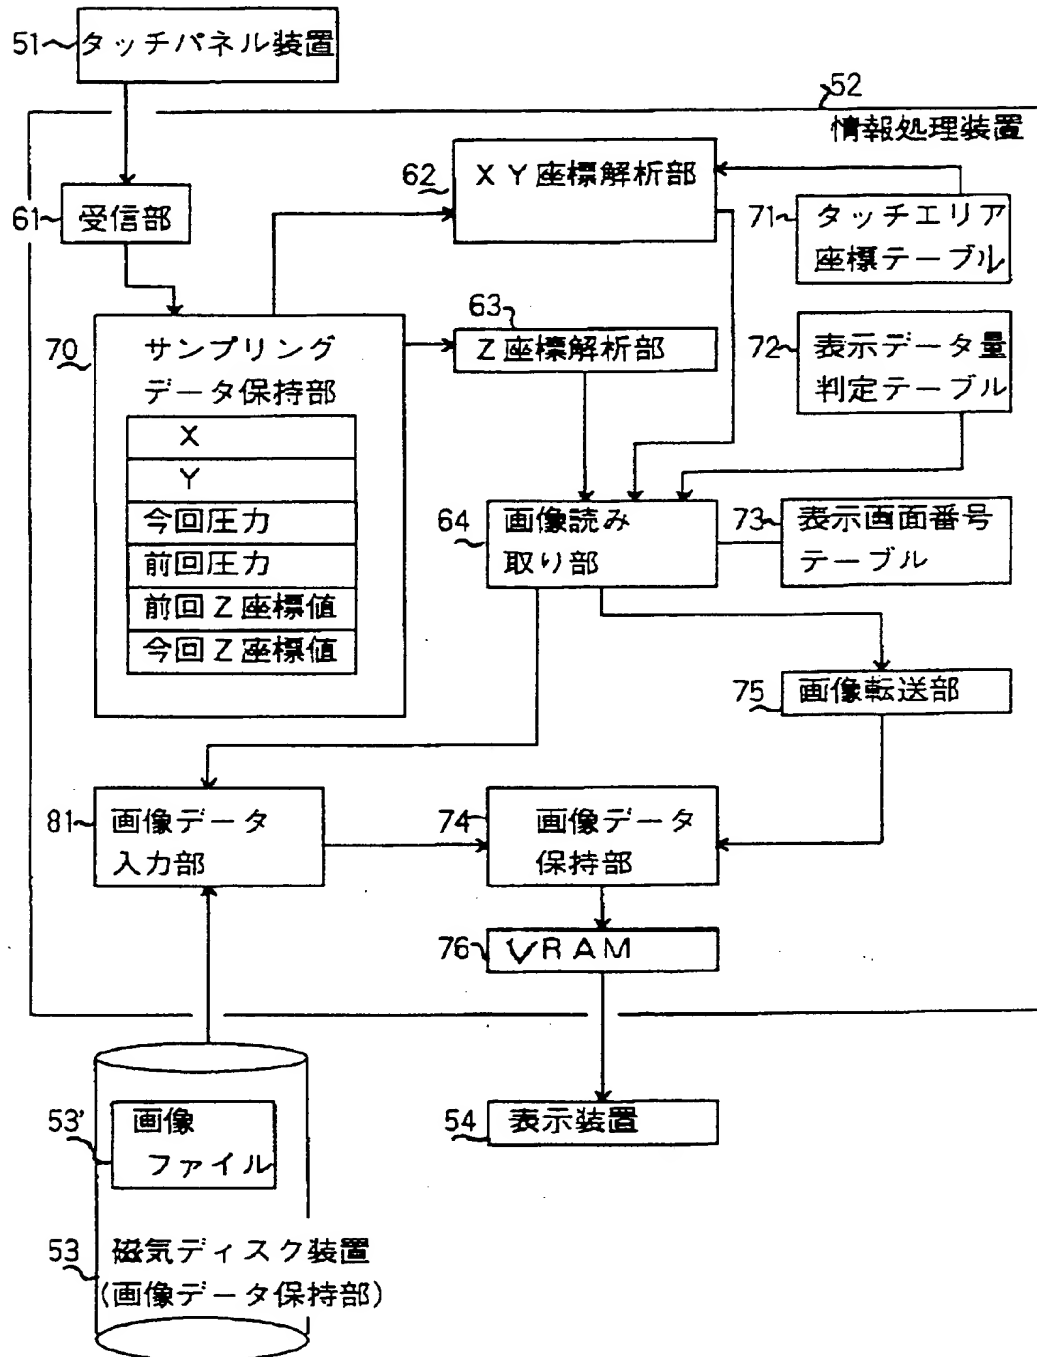 51 タッチパネル装置
52
情報処理装置
61 受信部
62 XY座標解析部
71 タッチエリア
座標テーブル
63
Z座標解析部
70 サンプリング
データ保持部
X
Y
今回圧力
前回圧力
前回Z座標値
今回Z座標値
72 表示データ量
判定テーブル
64 画像読み
取り部
73 表示画面番号
テーブル
75 画像転送部
81 画像データ
入力部
74 画像データ
保持部
76 VRAM
53' 画像
ファイル
54 表示装置
53 磁気ディスク装置
(画像データ保持部)